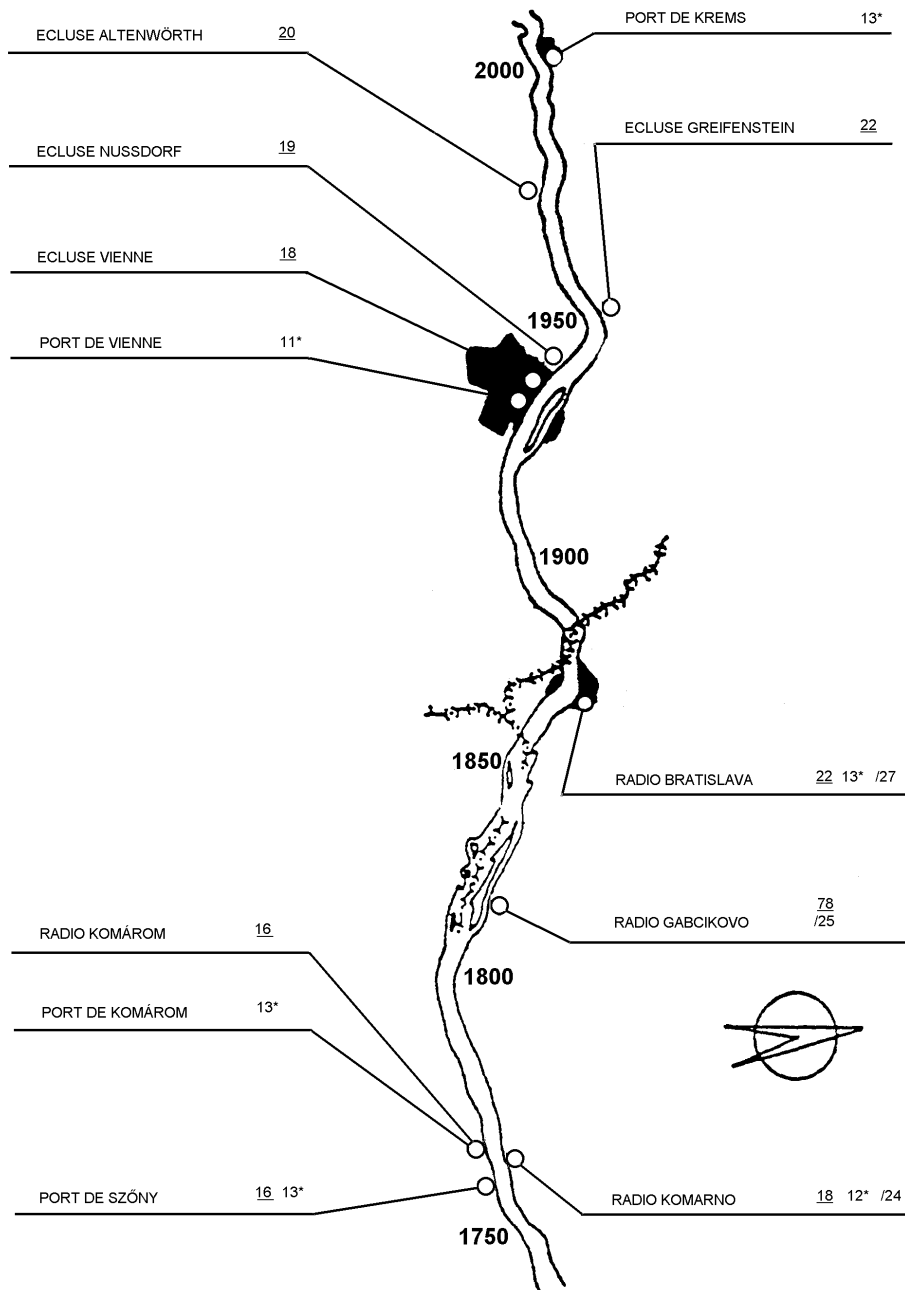 PORT DE KREMS 13*
ECLUSE ALTENWÖRTH 20
2000
ECLUSE GREIFENSTEIN 22
ECLUSE NUSSDORF 19
ECLUSE VIENNE 18
1950
PORT DE VIENNE 11*
1900
1850
RADIO BRATISLAVA 22 13* /27
RADIO GABCIKOVO 78
/25
RADIO KOMÁROM 16
1800
PORT DE KOMÁROM 13*
PORT DE SZŐNY 16 13*
RADIO KOMARNO 18 12* /24
1750